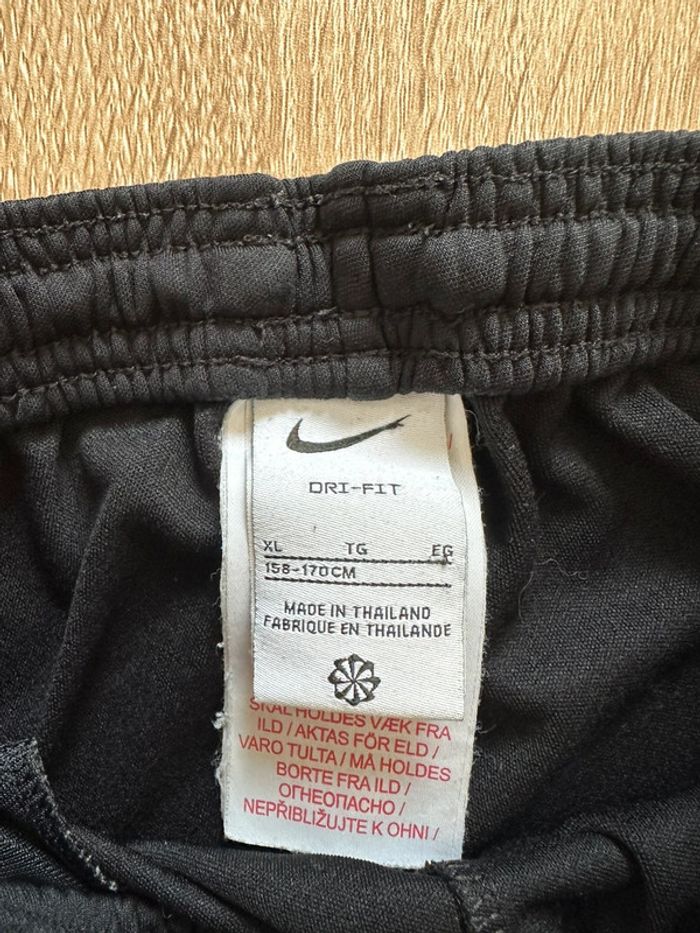 DRI-FIT
XL TG EG
158-170CM
MADE IN THAILAND
FABRIQUE EN THAILANDE
SKAL HOLDES VÆK FRA
ILD / AKTAS FÖR ELD /
VARO TULTA / MÅ HOLDES
BORTE FRA ILD /
ОГНЕОПАСНО /
NEPŘIBLIŽUJTE K OHNI /